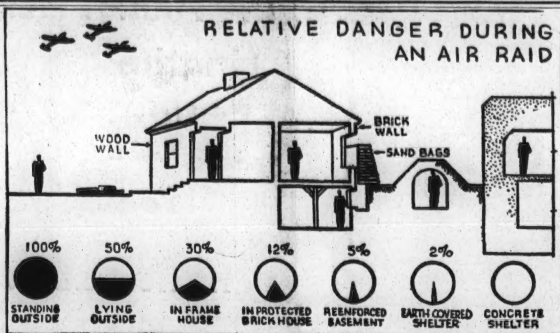 RELATIVE DANGER DURING
AN AIR RAID
WOOD
WALL
BRICK
WALL
SAND BAGS
100%
50%
30%
12%
5%
2%
STANDING
OUTSIDE
LYING
OUTSIDE
IN FRAME
HOUSE
IN PROTECTED
BRICK HOUSE
REENFORCED
BASEMENT
EARTH COVERED
SHELTER
CONCRETE
SHELTER